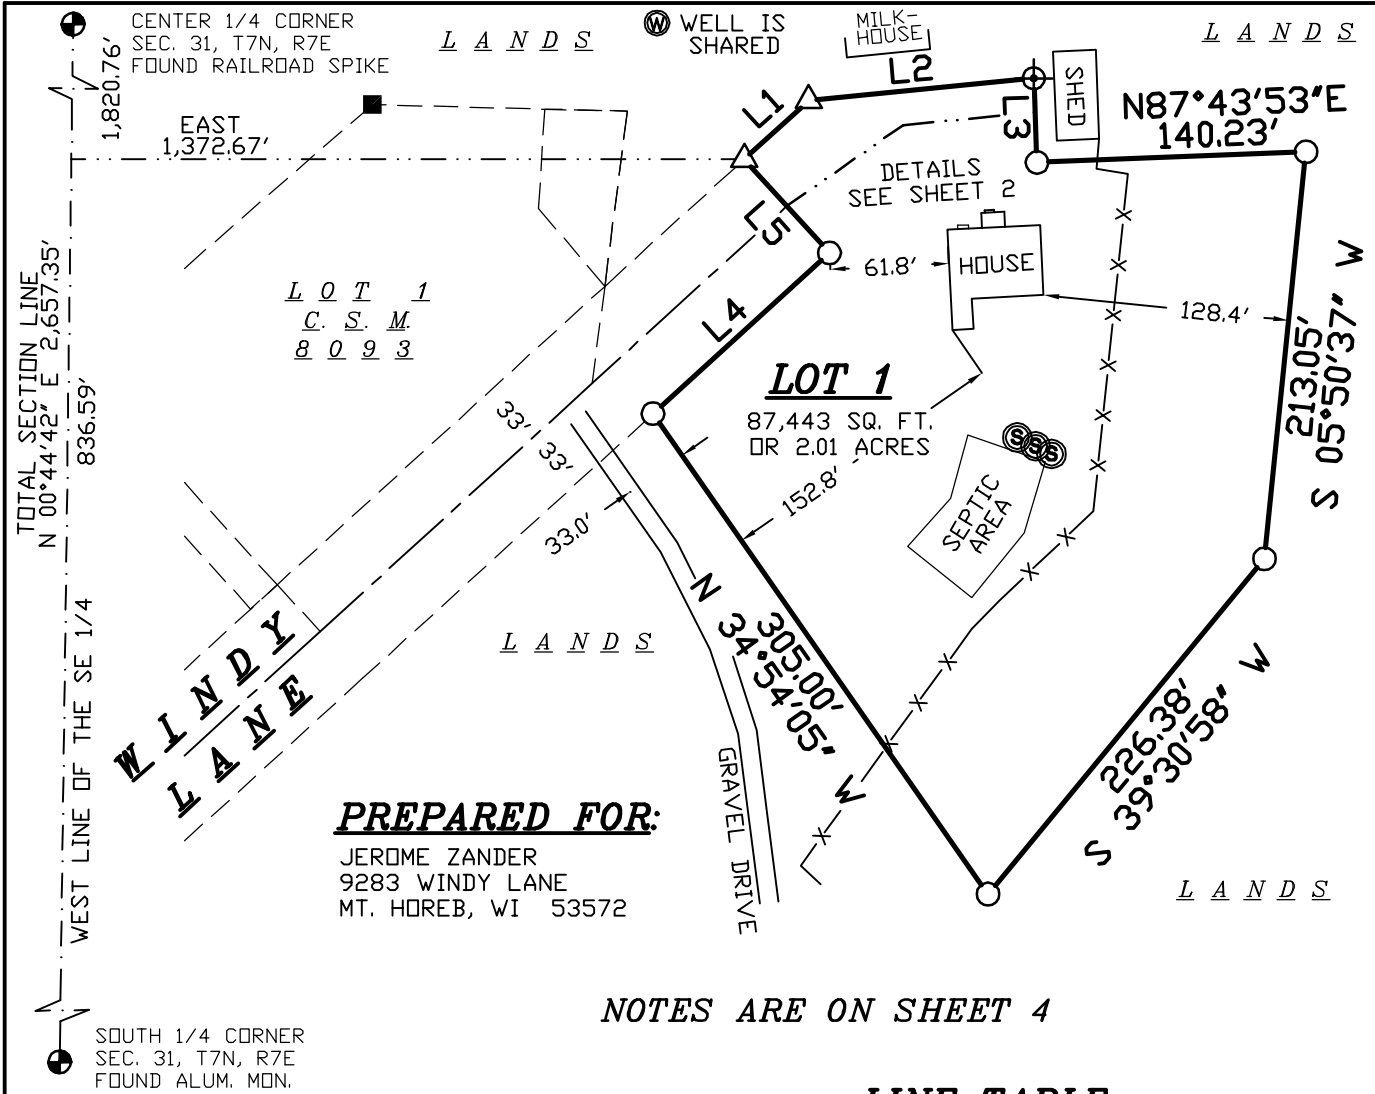 CENTER 1/4 CORNER
SEC. 31, T7N, R7E
FOUND RAILROAD SPIKE
1,820.76'
L A N D S
W WELL IS
SHARED
MILK-
HOUSE
L A N D S
L2
SHED
L1
L3
N87°43'53"E
140.23'
EAST
1,372.67'
DETAILS
SEE SHEET 2
L5
61.8'
HOUSE
128.4'
L O T 1
C. S. M.
8 0 9 3
L4
TOTAL SECTION LINE
N 00°44'42" E 2,657.35'
836.59'
213.05'
S 05°50'37" W
LOT 1
87,443 SQ. FT.
OR 2.01 ACRES
33'
33'
33.0'
152.8'
S S S
SEPTIC
AREA
WEST LINE OF THE SE 1/4
WINDY
LANE
L A N D S
305.00'
N 34°54'05" W
226.38'
S 39°30'58" W
GRAVEL DRIVE
PREPARED FOR:
JEROME ZANDER
9283 WINDY LANE
MT. HOREB, WI 53572
L A N D S
NOTES ARE ON SHEET 4
SOUTH 1/4 CORNER
SEC. 31, T7N, R7E
FOUND ALUM. MON.
LINE TABLE